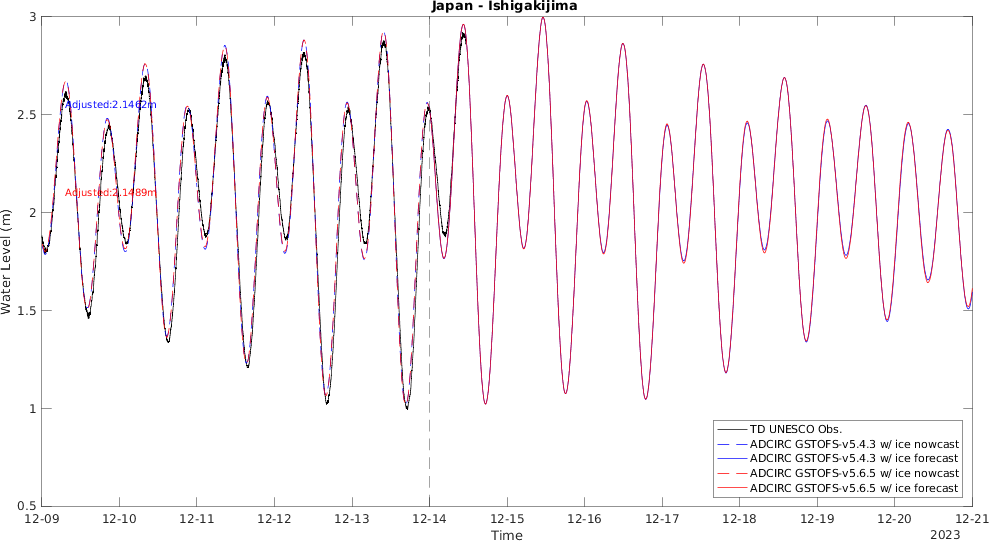 Japan - Ishigakijima
3
2.5
2
1.5
1
0.5
Water Level (m)
Adjusted:2.1462m
Adjusted:2.1489m
TD UNESCO Obs.
ADCIRC GSTOFS-v5.4.3 w/ ice nowcast
ADCIRC GSTOFS-v5.4.3 w/ ice forecast
ADCIRC GSTOFS-v5.6.5 w/ ice nowcast
ADCIRC GSTOFS-v5.6.5 w/ ice forecast
12-09 12-10 12-11 12-12 12-13 12-14 12-15 12-16 12-17 12-18 12-19 12-20 12-21
Time
2023